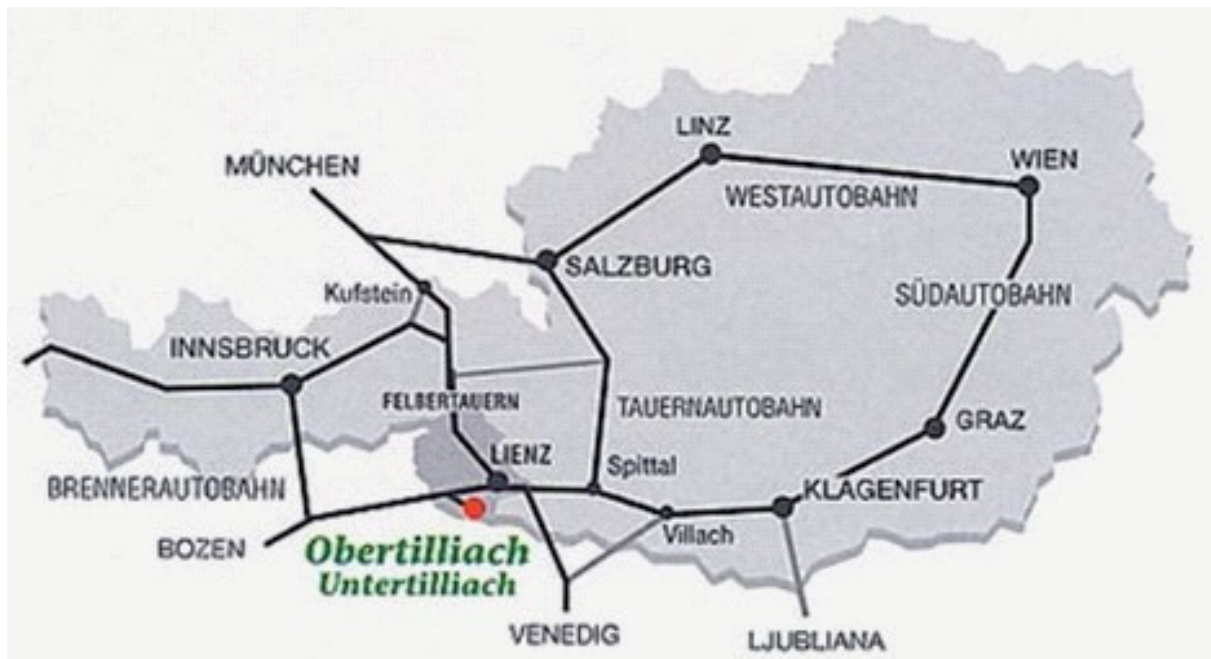 LINZ
WIEN
MÜNCHEN
WESTAUTOBAHN
SALZBURG
Kufstein
SÜDAUTOBAHN
INNSBRUCK
FELBERTAUERN
TAUERNAUTOBAHN
GRAZ
LIENZ
Spittal
BRENNERAUTOBAHN
KLAGENFURT
Villach
BOZEN
Obertilliach
Untertilliach
VENEDIG
LJUBLIANA